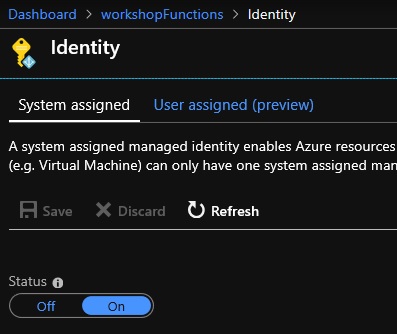 Dashboard > workshopFunctions > Identity
Identity
System assigned User assigned (preview)
A system assigned managed identity enables Azure resources
(e.g. Virtual Machine) can only have one system assigned man
Save Discard Refresh
Status
Off On